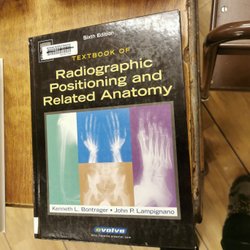 Sixth Edition
TEXTBOOK OF
Radiographic
Positioning and
Related Anatomy
Kenneth L. Bontrager • John P. Lampignano
evolve